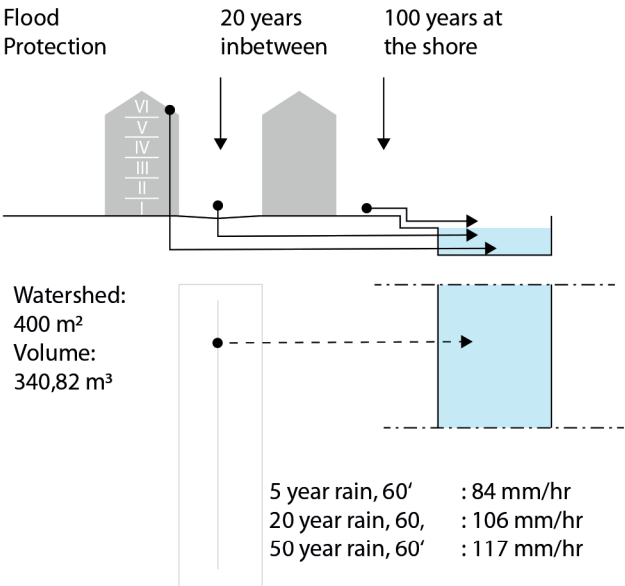 Flood
Protection
20 years
inbetween
100 years at
the shore
VI
V
IV
III
II
I
Watershed:
400 m²
Volume:
340,82 m³
5 year rain, 60‘ : 84 mm/hr
20 year rain, 60, : 106 mm/hr
50 year rain, 60‘ : 117 mm/hr